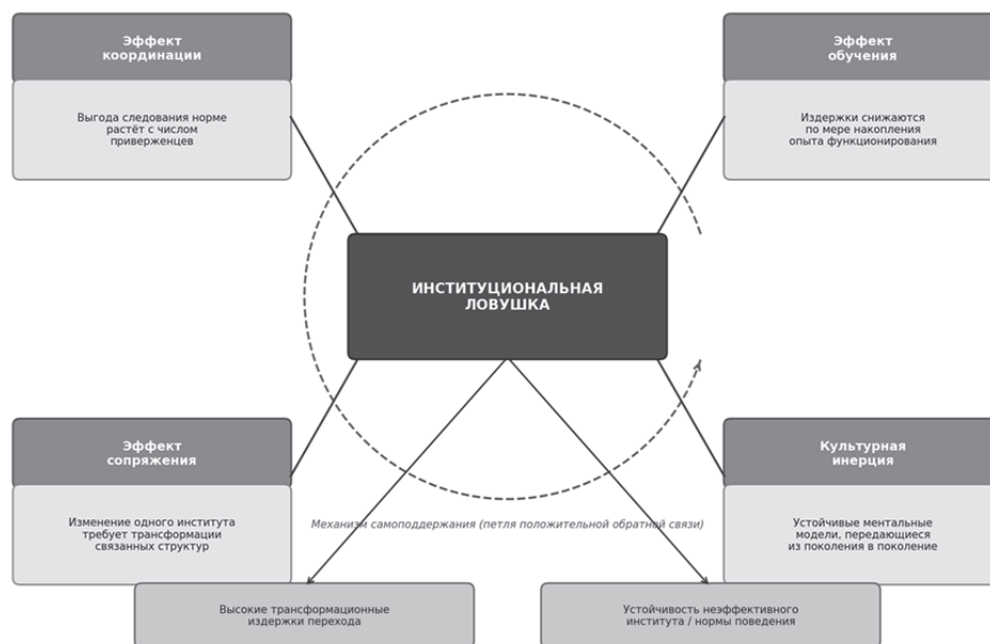 Эффект
координации
Выгода следования норме
растёт с числом
приверженцев
Эффект
обучения
Издержки снижаются
по мере накопления
опыта функционирования
ИНСТИТУЦИОНАЛЬНАЯ
ЛОВУШКА
Эффект
сопряжения
Изменение одного института
требует трансформации
связанных структур
Культурная
инерция
Устойчивые ментальные
модели, передающиеся
из поколения в поколение
Механизм самоподдержания (петля положительной обратной связи)
Высокие трансформационные
издержки перехода
Устойчивость неэффективного
института / нормы поведения